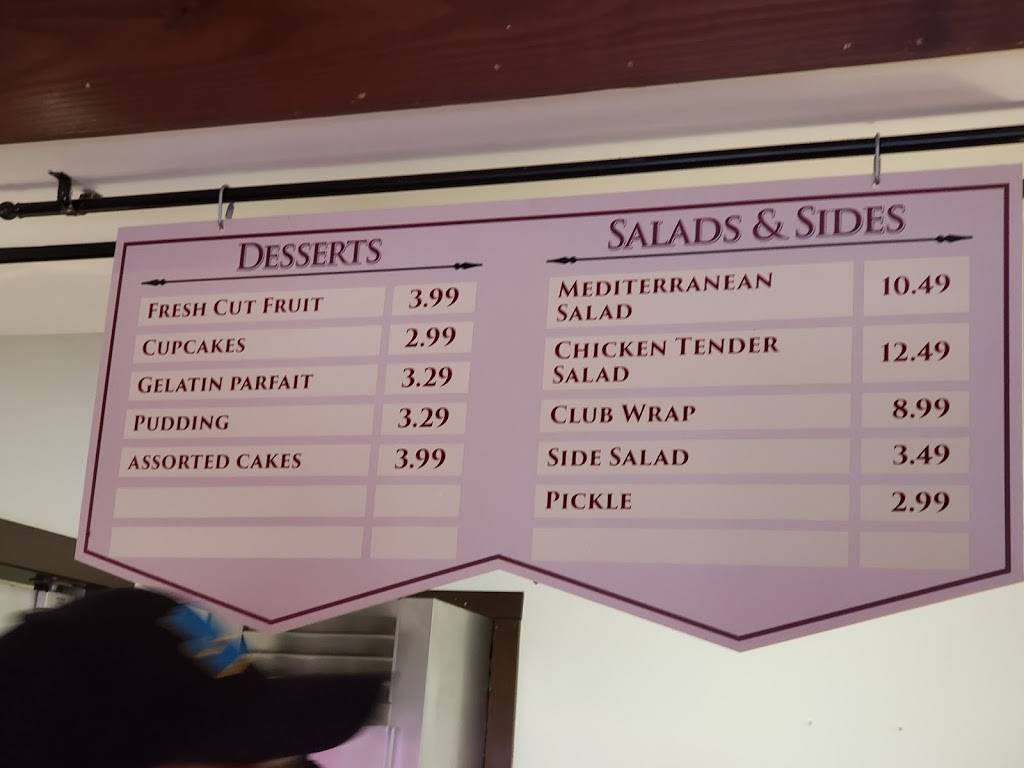 DESSERTS
FRESH CUT FRUIT 3.99
CUPCAKES 2.99
GELATIN PARFAIT 3.29
PUDDING 3.29
ASSORTED CAKES 3.99
SALADS & SIDES
MEDITERRANEAN
SALAD 10.49
CHICKEN TENDER
SALAD 12.49
CLUB WRAP 8.99
SIDE SALAD 3.49
PICKLE 2.99